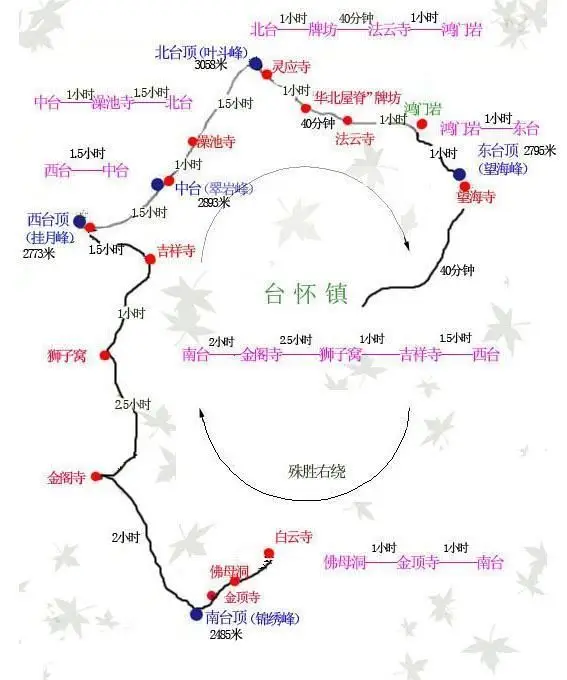 北台1小时牌坊40分钟法云寺1小时鸿门岩
北台顶(叶斗峰)
3058米
灵应寺
中台1小时澡池寺1.5小时北台
1.5小时
1小时
华北屋脊”牌坊
鸿门岩
40分钟
1小时
法云寺
鸿门岩1小时东台
澡池寺
1小时
东台顶 2795米
(望海峰)
西台1.5小时中台
1小时
中台(翠岩峰)
2893米
望海寺
西台顶
(挂月峰)
2773米
1.5小时
1.5小时
吉祥寺
40分钟
台怀镇
1小时
狮子窝
南台2小时金阁寺2.5小时狮子窝1小时吉祥寺1.5小时西台
2.5小时
金阁寺
殊胜右绕
2小时
白云寺
佛母洞
佛母洞1小时金顶寺1小时南台
金顶寺
南台顶(锦绣峰)
2485米